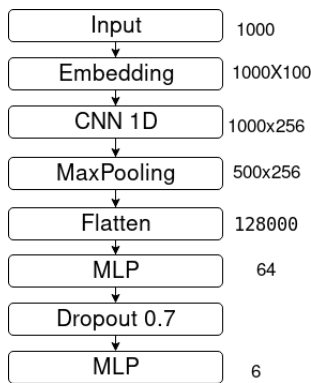 Input 1000
Embedding 1000X100
CNN 1D 1000x256
MaxPooling 500x256
Flatten 128000
MLP 64
Dropout 0.7
MLP 6